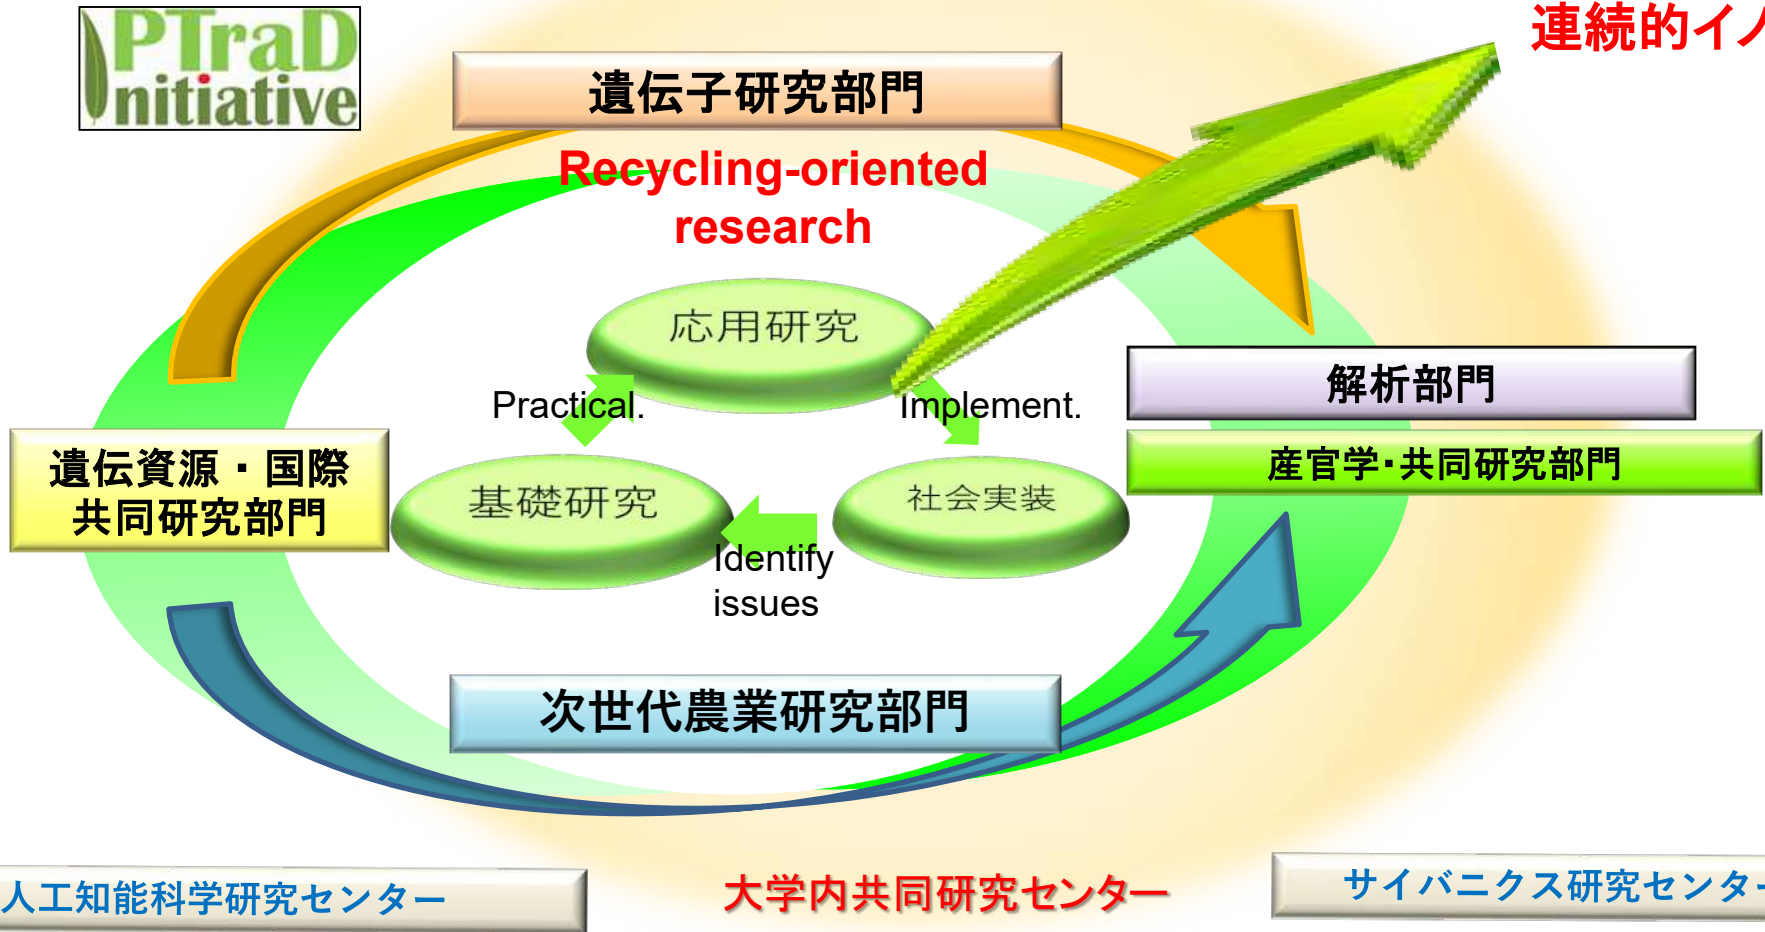 PTraD
nitiative
連続的イノ
遺伝子研究部門
Recycling-oriented
research
応用研究
Practical.
Implement.
解析部門
遺伝資源・国際
共同研究部門
基礎研究
社会実装
産官学・共同研究部門
Identify
issues
次世代農業研究部門
人工知能科学研究センター
大学内共同研究センター
サイバニクス研究センター